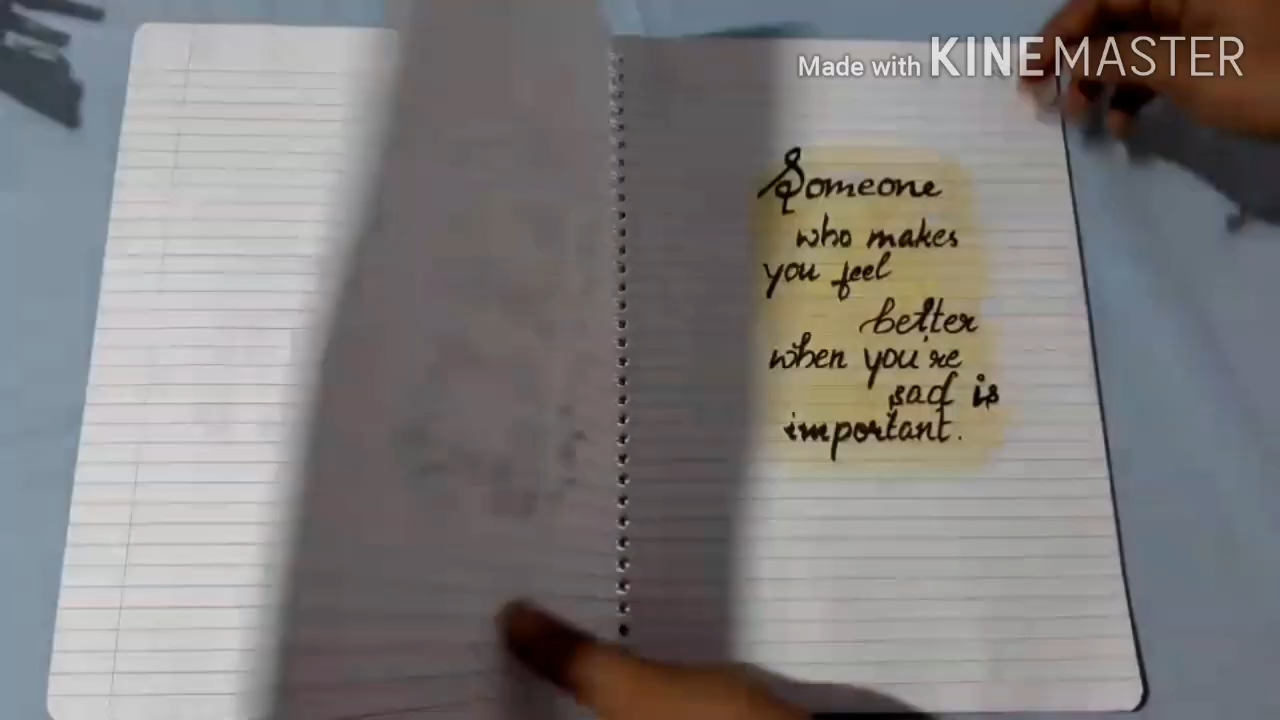 Made with KINEMASTER
Someone
who makes
you feel
better
when you're
sad is
important.